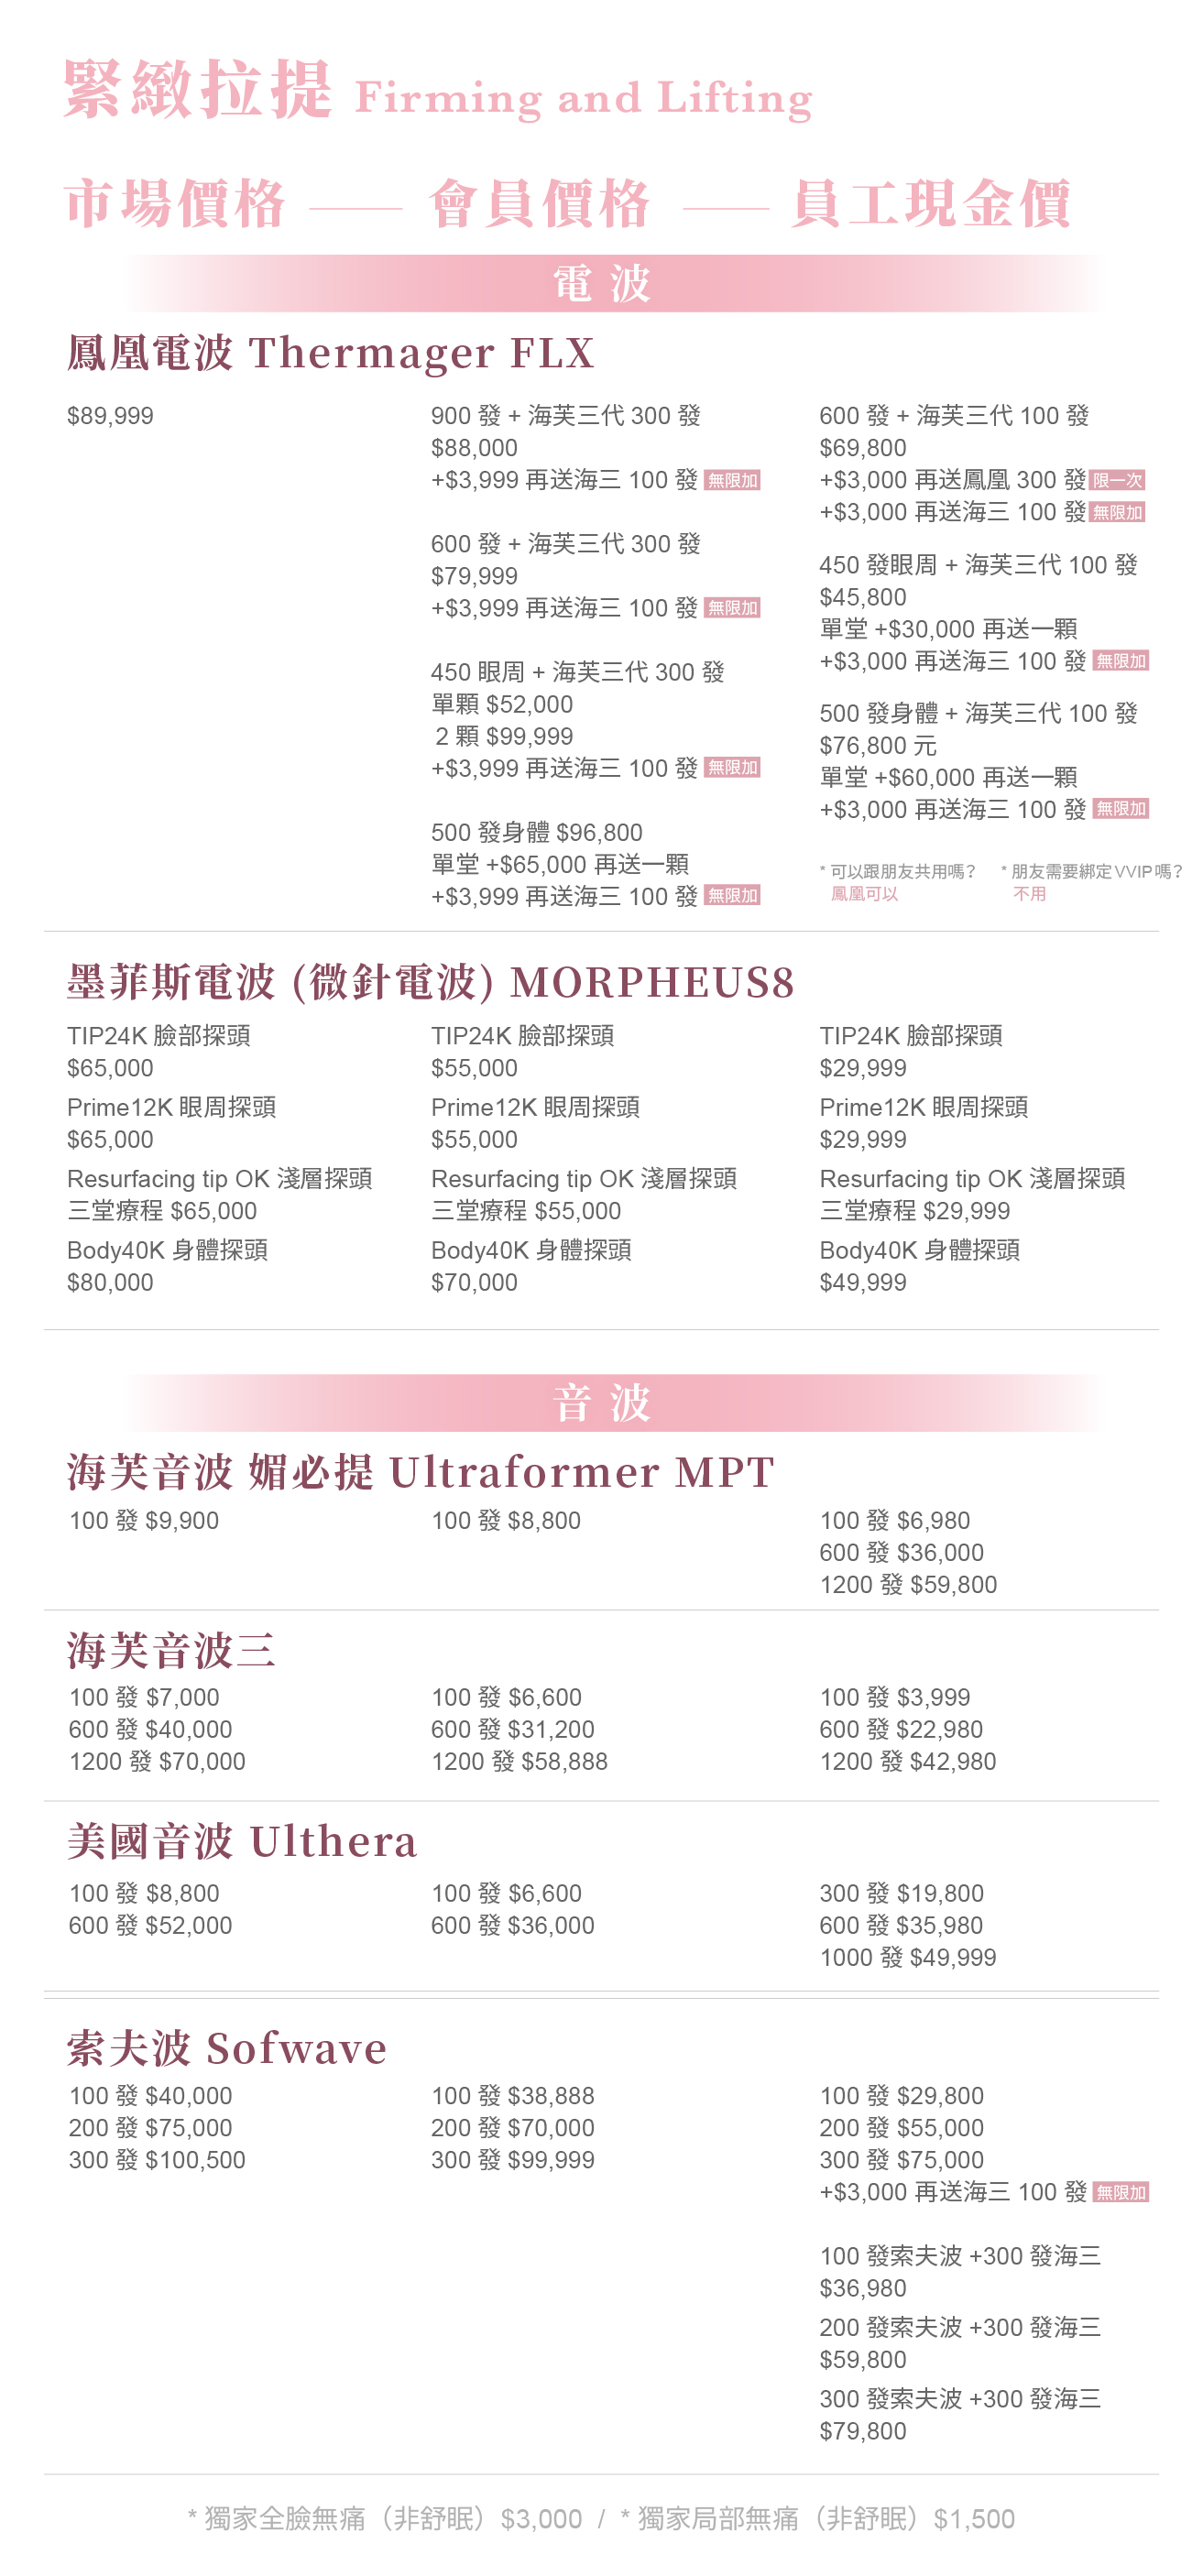 緊緻拉提 Firming and Lifting
市場價格 —— 會員價格 —— 員工現金價
電波
鳳凰電波 Thermager FLX
$89,999
900 發 + 海芙三代 300 發
$88,000
+$3,999 再送海三 100 發 無限加
600 發 + 海芙三代 300 發
$79,999
+$3,999 再送海三 100 發 無限加
450 眼周 + 海芙三代 300 發
單顆 $52,000
2 顆 $99,999
+$3,999 再送海三 100 發 無限加
500 發身體 $96,800
單堂 +$65,000 再送一顆
+$3,999 再送海三 100 發 無限加
600 發 + 海芙三代 100 發
$69,800
+$3,000 再送鳳凰 300 發 限一次
+$3,000 再送海三 100 發 無限加
450 發眼周 + 海芙三代 100 發
$45,800
單堂 +$30,000 再送一顆
+$3,000 再送海三 100 發 無限加
500 發身體 + 海芙三代 100 發
$76,800 元
單堂 +$60,000 再送一顆
+$3,000 再送海三 100 發 無限加
* 可以跟朋友共用嗎？ * 朋友需要綁定 VVIP 嗎？
鳳凰可以 不用
墨菲斯電波 (微針電波) MORPHEUS8
TIP24K 臉部探頭
$65,000
Prime12K 眼周探頭
$65,000
Resurfacing tip OK 淺層探頭
三堂療程 $65,000
Body40K 身體探頭
$80,000
TIP24K 臉部探頭
$55,000
Prime12K 眼周探頭
$55,000
Resurfacing tip OK 淺層探頭
三堂療程 $55,000
Body40K 身體探頭
$70,000
TIP24K 臉部探頭
$29,999
Prime12K 眼周探頭
$29,999
Resurfacing tip OK 淺層探頭
三堂療程 $29,999
Body40K 身體探頭
$49,999
音波
海芙音波 媚必提 Ultraformer MPT
100 發 $9,900
100 發 $8,800
100 發 $6,980
600 發 $36,000
1200 發 $59,800
海芙音波三
100 發 $7,000
600 發 $40,000
1200 發 $70,000
100 發 $6,600
600 發 $31,200
1200 發 $58,888
100 發 $3,999
600 發 $22,980
1200 發 $42,980
美國音波 Ulthera
100 發 $8,800
600 發 $52,000
100 發 $6,600
600 發 $36,000
300 發 $19,800
600 發 $35,980
1000 發 $49,999
索夫波 Sofwave
100 發 $40,000
200 發 $75,000
300 發 $100,500
100 發 $38,888
200 發 $70,000
300 發 $99,999
100 發 $29,800
200 發 $55,000
300 發 $75,000
+$3,000 再送海三 100 發 無限加
100 發索夫波 +300 發海三
$36,980
200 發索夫波 +300 發海三
$59,800
300 發索夫波 +300 發海三
$79,800
* 獨家全臉無痛（非舒眠）$3,000 / * 獨家局部無痛（非舒眠）$1,500